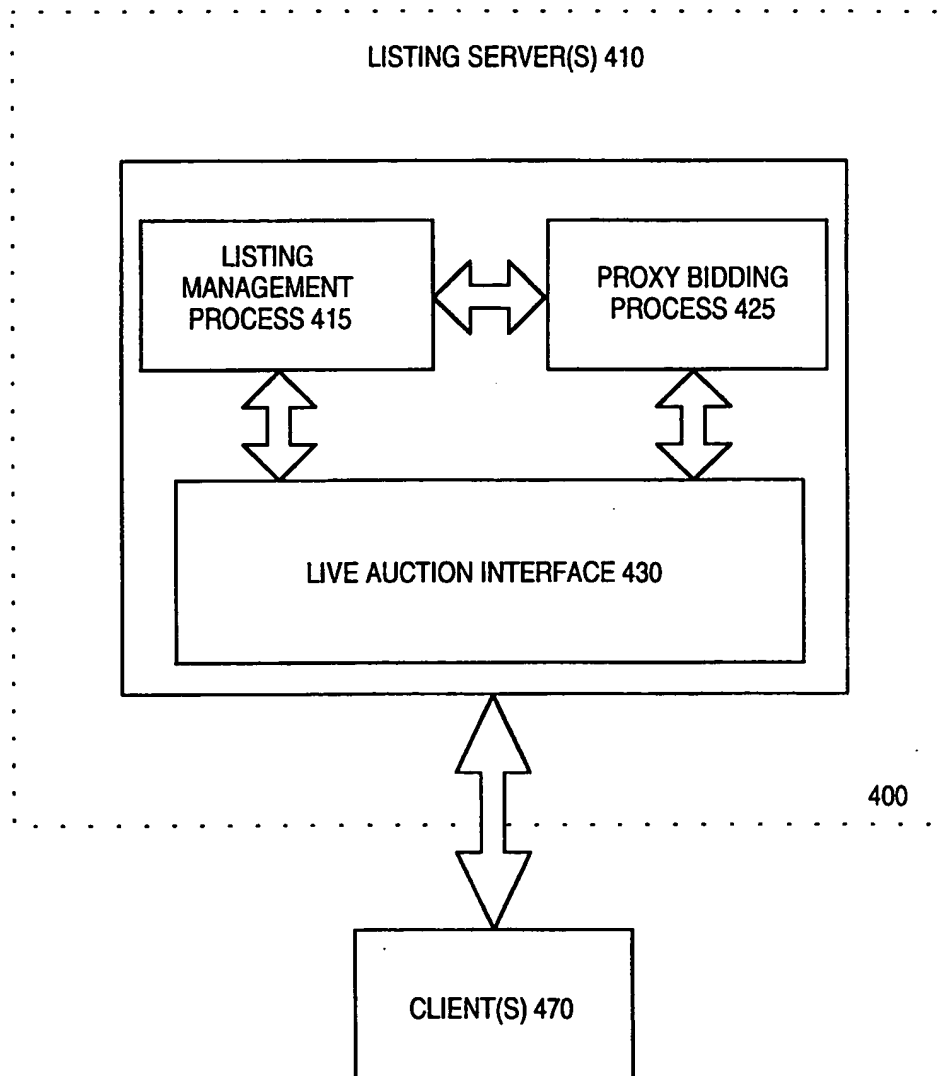 LISTING SERVER(S) 410
LISTING
MANAGEMENT
PROCESS 415
PROXY BIDDING
PROCESS 425
LIVE AUCTION INTERFACE 430
400
CLIENT(S) 470